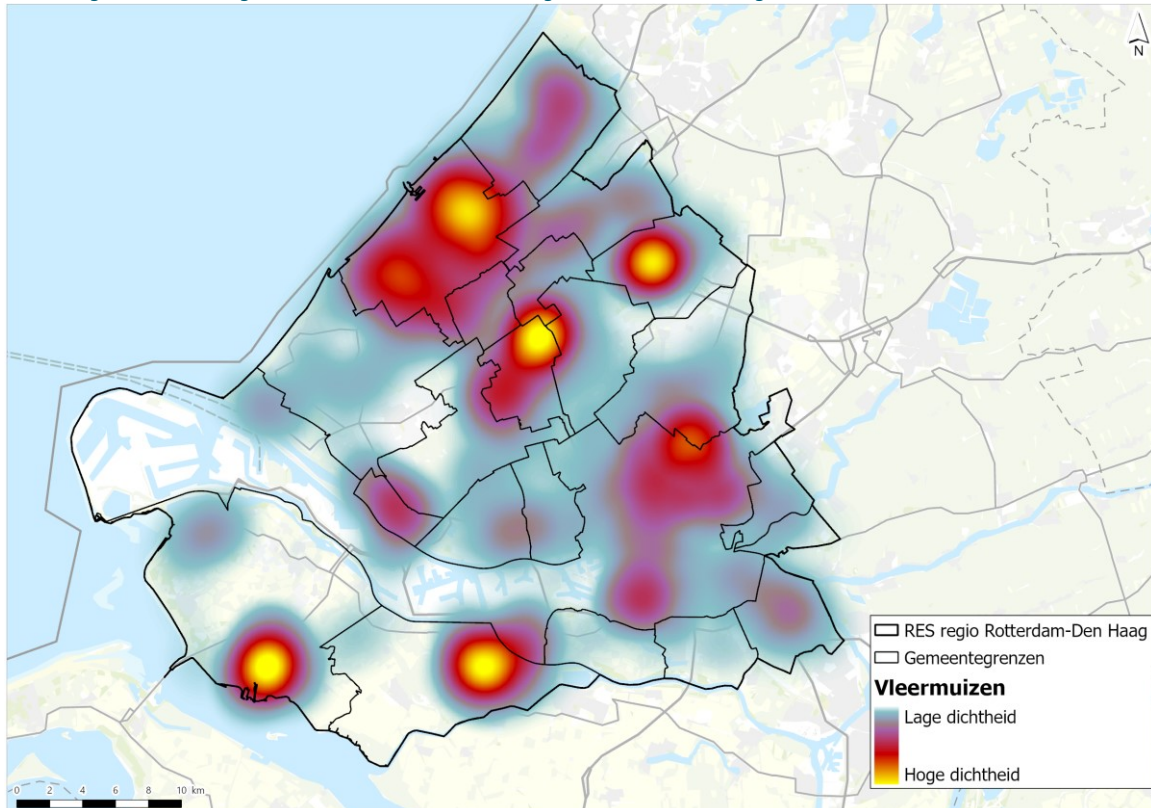 N
RES regio Rotterdam-Den Haag
Gemeentegrenzen
Vleermuizen
Lage dichtheid
Hoge dichtheid
0 2 4 6 8 10 km